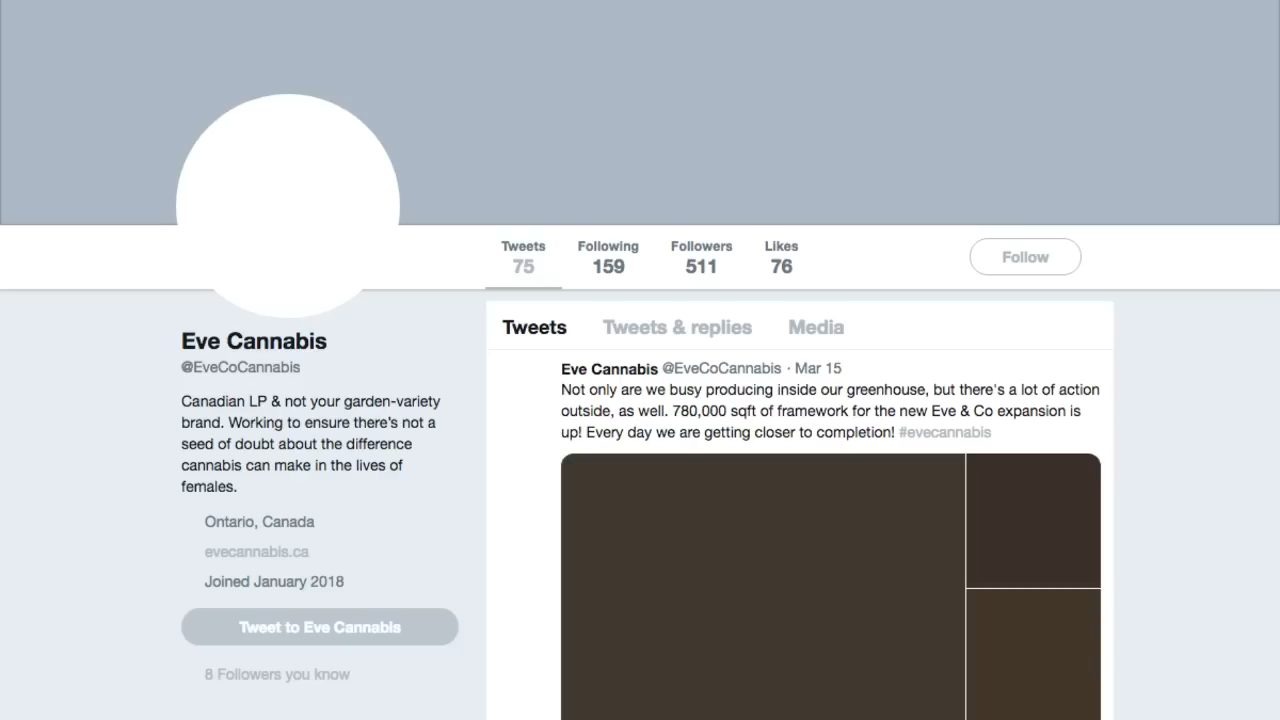 Tweets Following Followers Likes
75 159 511 76
Follow
Eve Cannabis
@EveCoCannabis
Canadian LP & not your garden-variety
brand. Working to ensure there's not a
seed of doubt about the difference
cannabis can make in the lives of
females.
Ontario, Canada
evecannabis.ca
Joined January 2018
Tweet to Eve Cannabis
8 Followers you know
Tweets Tweets & replies Media
Eve Cannabis @EveCoCannabis · Mar 15
Not only are we busy producing inside our greenhouse, but there's a lot of action
outside, as well. 780,000 sqft of framework for the new Eve & Co expansion is
up! Every day we are getting closer to completion! #evecannabis